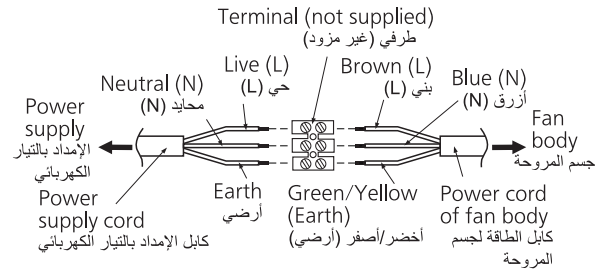 Terminal (not supplied)
طرفي (غير مزود)
Live (L)
حي (L)
Brown (L)
بني (L)
Neutral (N)
محايد (N)
Blue (N)
أزرق (N)
Power
supply
الإمداد بالتيار
الكهربائي
Fan
body
جسم المروحة
Power
supply cord
كابل الإمداد بالتيار الكهربائي
Earth
أرضي
Green/Yellow
(Earth)
أخضر/أصفر (أرضي)
Power cord
of fan body
كابل الطاقة لجسم
المروحة